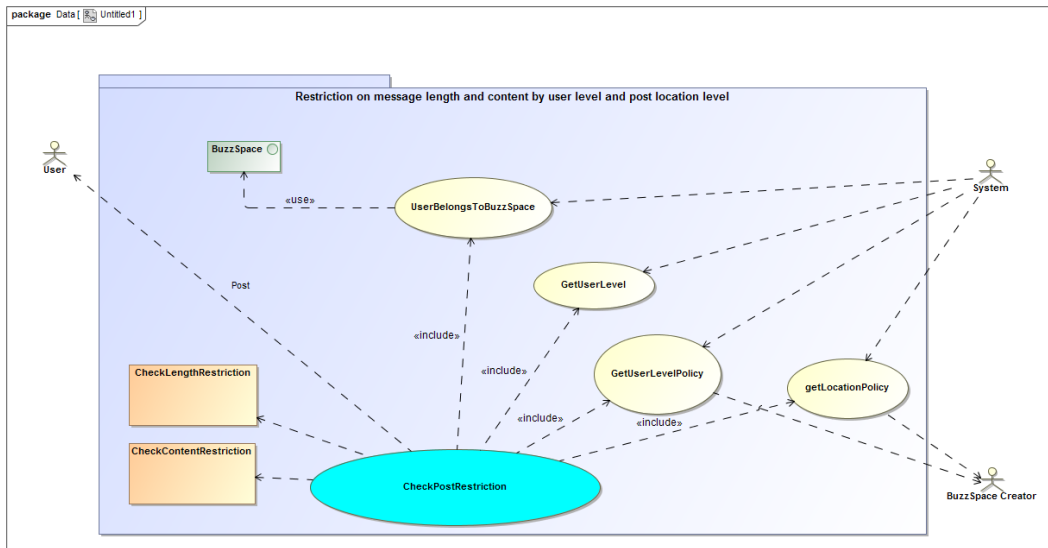 package Data [ Untitled1 ]
Restriction on message length and content by user level and post location level
BuzzSpace
User
System
«use»
UserBelongsToBuzzSpace
GetUserLevel
Post
«include»
CheckLengthRestriction
«include»
GetUserLevelPolicy
getLocationPolicy
«include»
«include»
CheckContentRestriction
CheckPostRestriction
BuzzSpace Creator